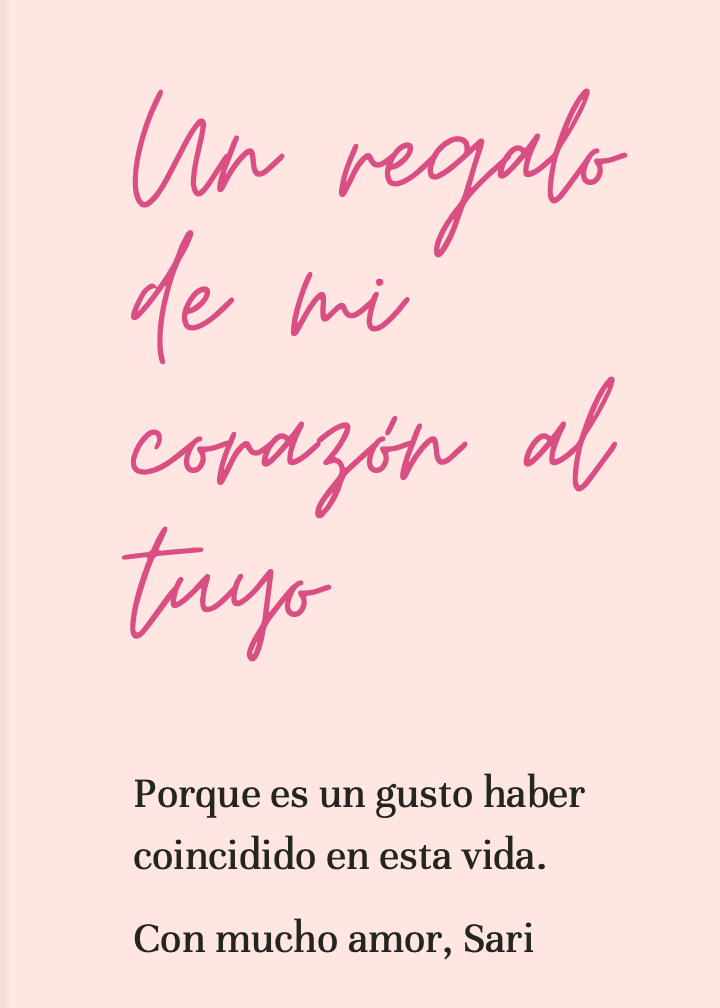 Un regalo
de mi
corazón al
tuyo
Porque es un gusto haber
coincidido en esta vida.
Con mucho amor, Sari